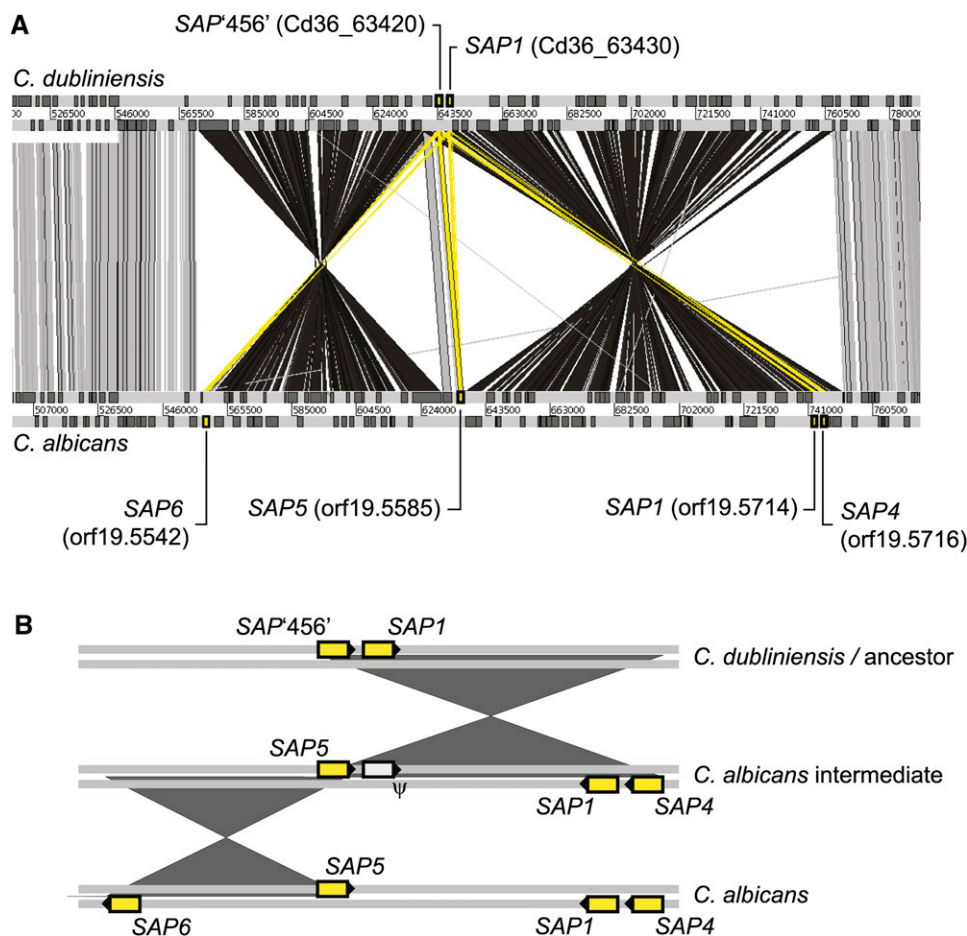 A
SAP‘456’ (Cd36_63420)
SAP1 (Cd36_63430)
C. dubliniensis
526500 546000 565500 585000 604500 624000 643500 663000 682500 702000 721500 741000 760500 780000
507000 526500 546000 565500 585000 604500 624000 643500 663000 682500 702000 721500 741000 760500
C. albicans
SAP6
(orf19.5542)
SAP5 (orf19.5585)
SAP1 (orf19.5714)
SAP4
(orf19.5716)
B
SAP‘456’ SAP1
C. dubliniensis / ancestor
SAP5
ψ
C. albicans intermediate
SAP1 SAP4
SAP5
C. albicans
SAP6
SAP1 SAP4